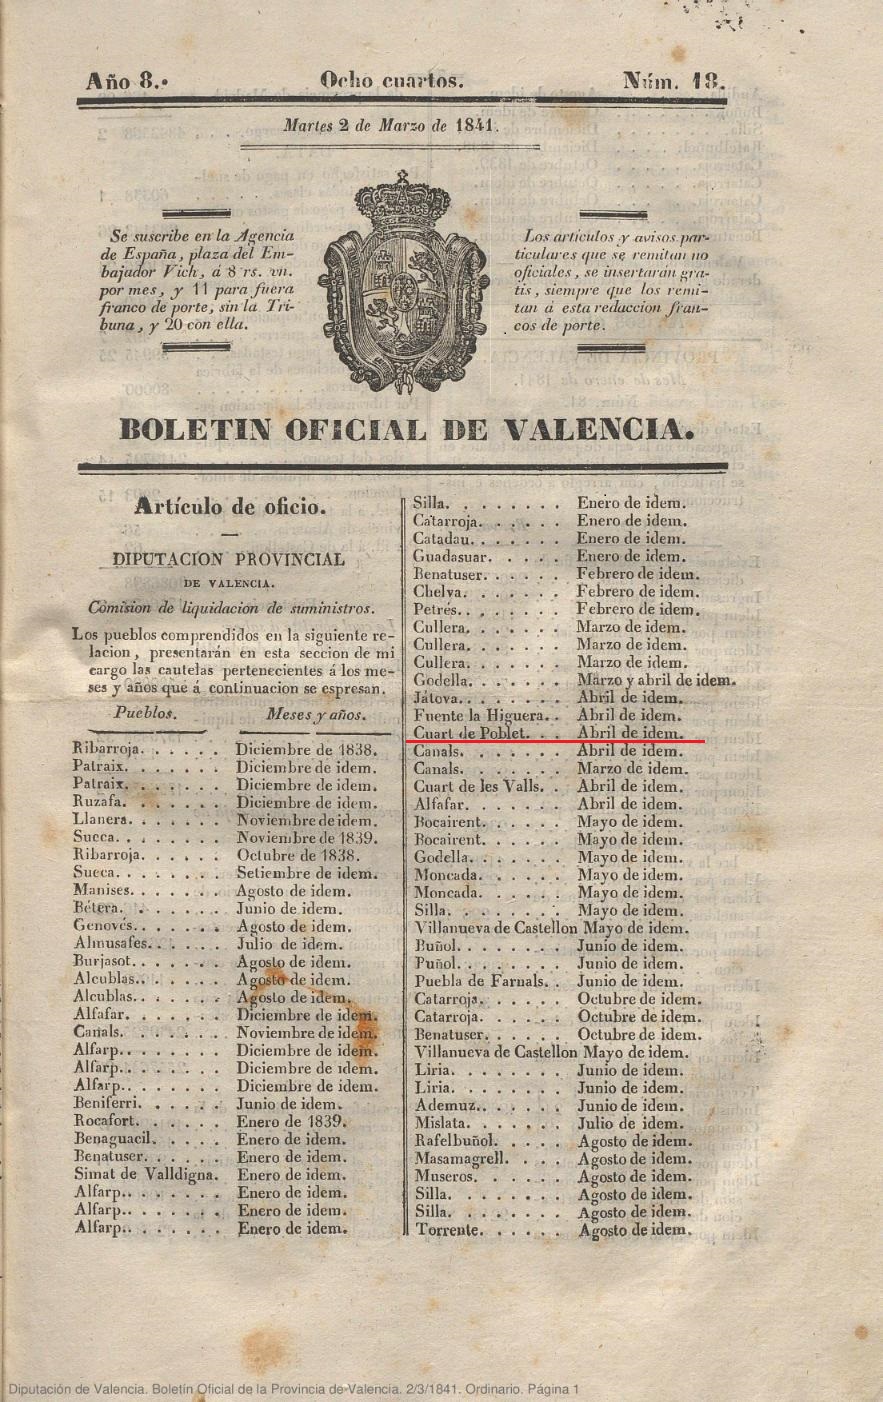 Año 8.º Ocho cuartos. Núm. 18.
Martes 2 de Marzo de 1841.
Se suscribe en la Agencia
de España, plaza del Em-
bajador Vich, á 8 rs. vn.
por mes, y 11 para fuera
franco de porte, sin la Tri-
buna, y 20 con ella.
Los artículos y avisos par-
ticulares que se remitan no
oficiales, se insertarán gra-
tis, siempre que los remi-
tan á esta redaccion fran-
cos de porte.
BOLETIN OFICIAL DE VALENCIA.
Artículo de oficio.
DIPUTACION PROVINCIAL
DE VALENCIA.
Comision de liquidacion de suministros.
Los pueblos comprendidos en la siguiente re-
lacion, presentarán en esta seccion de mi
cargo las cautelas pertenecientes á los me-
ses y años que á continuacion se espresan.
Pueblos. Meses y años.
Ribarroja. . . . . . Diciembre de 1838.
Patraix. . . . . . . Diciembre de idem.
Patraix. . . . . . . Diciembre de idem.
Ruzafa. . . . . . . Diciembre de idem.
Llanera. . . . . . . Noviembre de idem.
Sueca. . . . . . . Noviembre de 1839.
Ribarroja. . . . . . Octubre de 1838.
Sueca. . . . . . . Setiembre de idem.
Manises. . . . . . . Agosto de idem.
Bétera. . . . . . . Junio de idem.
Genovés. . . . . . . Agosto de idem.
Almusafes. . . . . . Julio de idem.
Burjasot. . . . . . Agosto de idem.
Alcublas. . . . . . Agosto de idem.
Alcublas. . . . . . Agosto de idem.
Alfafar. . . . . . . Diciembre de idem.
Canals. . . . . . . Noviembre de idem.
Alfarp. . . . . . . Diciembre de idem.
Alfarp. . . . . . . Diciembre de idem.
Alfarp. . . . . . . Diciembre de idem.
Beniferri. . . . . . Junio de idem.
Rocafort. . . . . . Enero de 1839.
Benaguacil. . . . . Enero de idem.
Benatuser. . . . . . Enero de idem.
Simat de Valldigna. Enero de idem.
Alfarp. . . . . . . Enero de idem.
Alfarp. . . . . . . Enero de idem.
Alfarp. . . . . . . Enero de idem.
Silla. . . . . . . . Enero de idem.
Catarroja. . . . . . Enero de idem.
Catadau. . . . . . . Enero de idem.
Guadasuar. . . . . Enero de idem.
Benatuser. . . . . . Febrero de idem.
Chelva. . . . . . . Febrero de idem.
Petrés. . . . . . . Febrero de idem.
Cullera. . . . . . . Marzo de idem.
Cullera. . . . . . . Marzo de idem.
Cullera. . . . . . . Marzo de idem.
Godella. . . . . . . Marzo y abril de idem.
Játova. . . . . . . Abril de idem.
Fuente la Higuera. . Abril de idem.
Cuart de Poblet. . . Abril de idem.
Canals. . . . . . . Abril de idem.
Canals. . . . . . . Marzo de idem.
Cuart de les Valls. . Abril de idem.
Alfafar. . . . . . . Abril de idem.
Bocairent. . . . . . Mayo de idem.
Bocairent. . . . . . Mayo de idem.
Godella. . . . . . . Mayo de idem.
Moncada. . . . . . Mayo de idem.
Moncada. . . . . . Mayo de idem.
Silla. . . . . . . . Mayo de idem.
Villanueva de Castellon Mayo de idem.
Buñol. . . . . . . Junio de idem.
Puñol. . . . . . . Junio de idem.
Puebla de Farnals. . Junio de idem.
Catarroja. . . . . . Octubre de idem.
Catarroja. . . . . . Octubre de idem.
Benatuser. . . . . . Octubre de idem.
Villanueva de Castellon Mayo de idem.
Liria. . . . . . . . Junio de idem.
Liria. . . . . . . . Junio de idem.
Ademuz. . . . . . . Junio de idem.
Mislata. . . . . . . Julio de idem.
Rafelbuñol. . . . . Agosto de idem.
Masamagrell. . . . Agosto de idem.
Museros. . . . . . Agosto de idem.
Silla. . . . . . . . Agosto de idem.
Silla. . . . . . . . Agosto de idem.
Torrente. . . . . . Agosto de idem.
Diputación de Valencia. Boletín Oficial de la Provincia de Valencia. 2/3/1841. Ordinario. Página 1